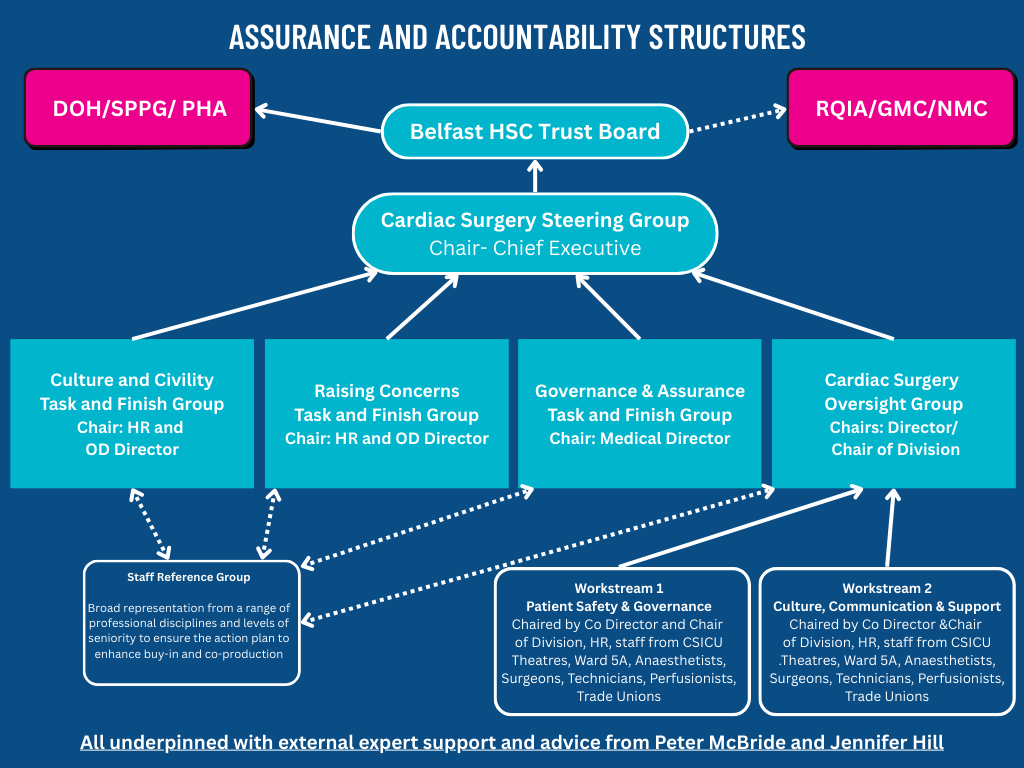 ASSURANCE AND ACCOUNTABILITY STRUCTURES
DOH/SPPG/ PHA
Belfast HSC Trust Board
RQIA/GMC/NMC
Cardiac Surgery Steering Group
Chair- Chief Executive
Culture and Civility
Task and Finish Group
Chair: HR and
OD Director
Raising Concerns
Task and Finish Group
Chair: HR and OD Director
Governance & Assurance
Task and Finish Group
Chair: Medical Director
Cardiac Surgery
Oversight Group
Chairs: Director/
Chair of Division
Staff Reference Group
Broad representation from a range of
professional disciplines and levels of
seniority to ensure the action plan to
enhance buy-in and co-production
Workstream 1
Patient Safety & Governance
Chaired by Co Director and Chair
of Division, HR, staff from CSICU
Theatres, Ward 5A, Anaesthetists,
Surgeons, Technicians, Perfusionists,
Trade Unions
Workstream 2
Culture, Communication & Support
Chaired by Co Director &Chair
of Division, HR, staff from CSICU
.Theatres, Ward 5A, Anaesthetists,
Surgeons, Technicians, Perfusionists,
Trade Unions
All underpinned with external expert support and advice from Peter McBride and Jennifer Hill